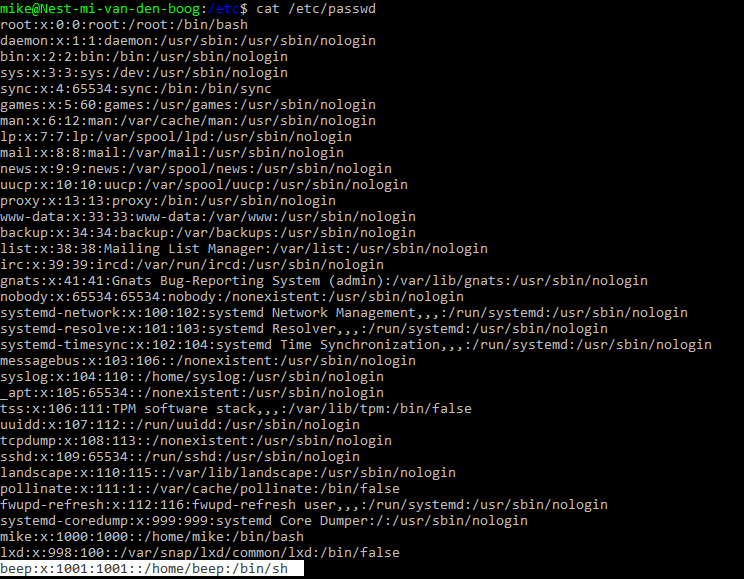 mike@Nest-mi-van-den-boog:/etc$ cat /etc/passwd
root:x:0:0:root:/root:/bin/bash
daemon:x:1:1:daemon:/usr/sbin:/usr/sbin/nologin
bin:x:2:2:bin:/bin:/usr/sbin/nologin
sys:x:3:3:sys:/dev:/usr/sbin/nologin
sync:x:4:65534:sync:/bin:/bin/sync
games:x:5:60:games:/usr/games:/usr/sbin/nologin
man:x:6:12:man:/var/cache/man:/usr/sbin/nologin
lp:x:7:7:lp:/var/spool/lpd:/usr/sbin/nologin
mail:x:8:8:mail:/var/mail:/usr/sbin/nologin
news:x:9:9:news:/var/spool/news:/usr/sbin/nologin
uucp:x:10:10:uucp:/var/spool/uucp:/usr/sbin/nologin
proxy:x:13:13:proxy:/bin:/usr/sbin/nologin
www-data:x:33:33:www-data:/var/www:/usr/sbin/nologin
backup:x:34:34:backup:/var/backups:/usr/sbin/nologin
list:x:38:38:Mailing List Manager:/var/list:/usr/sbin/nologin
irc:x:39:39:ircd:/var/run/ircd:/usr/sbin/nologin
gnats:x:41:41:Gnats Bug-Reporting System (admin):/var/lib/gnats:/usr/sbin/nologin
nobody:x:65534:65534:nobody:/nonexistent:/usr/sbin/nologin
systemd-network:x:100:102:systemd Network Management,,,:/run/systemd:/usr/sbin/nologin
systemd-resolve:x:101:103:systemd Resolver,,,:/run/systemd:/usr/sbin/nologin
systemd-timesync:x:102:104:systemd Time Synchronization,,,:/run/systemd:/usr/sbin/nologin
messagebus:x:103:106::/nonexistent:/usr/sbin/nologin
syslog:x:104:110::/home/syslog:/usr/sbin/nologin
_apt:x:105:65534::/nonexistent:/usr/sbin/nologin
tss:x:106:111:TPM software stack,,,:/var/lib/tpm:/bin/false
uuidd:x:107:112::/run/uuidd:/usr/sbin/nologin
tcpdump:x:108:113::/nonexistent:/usr/sbin/nologin
sshd:x:109:65534::/run/sshd:/usr/sbin/nologin
landscape:x:110:115::/var/lib/landscape:/usr/sbin/nologin
pollinate:x:111:1::/var/cache/pollinate:/bin/false
fwupd-refresh:x:112:116:fwupd-refresh user,,,:/run/systemd:/usr/sbin/nologin
systemd-coredump:x:999:999:systemd Core Dumper:/:/usr/sbin/nologin
mike:x:1000:1000::/home/mike:/bin/bash
lxd:x:998:100::/var/snap/lxd/common/lxd:/bin/false
beep:x:1001:1001::/home/beep:/bin/sh